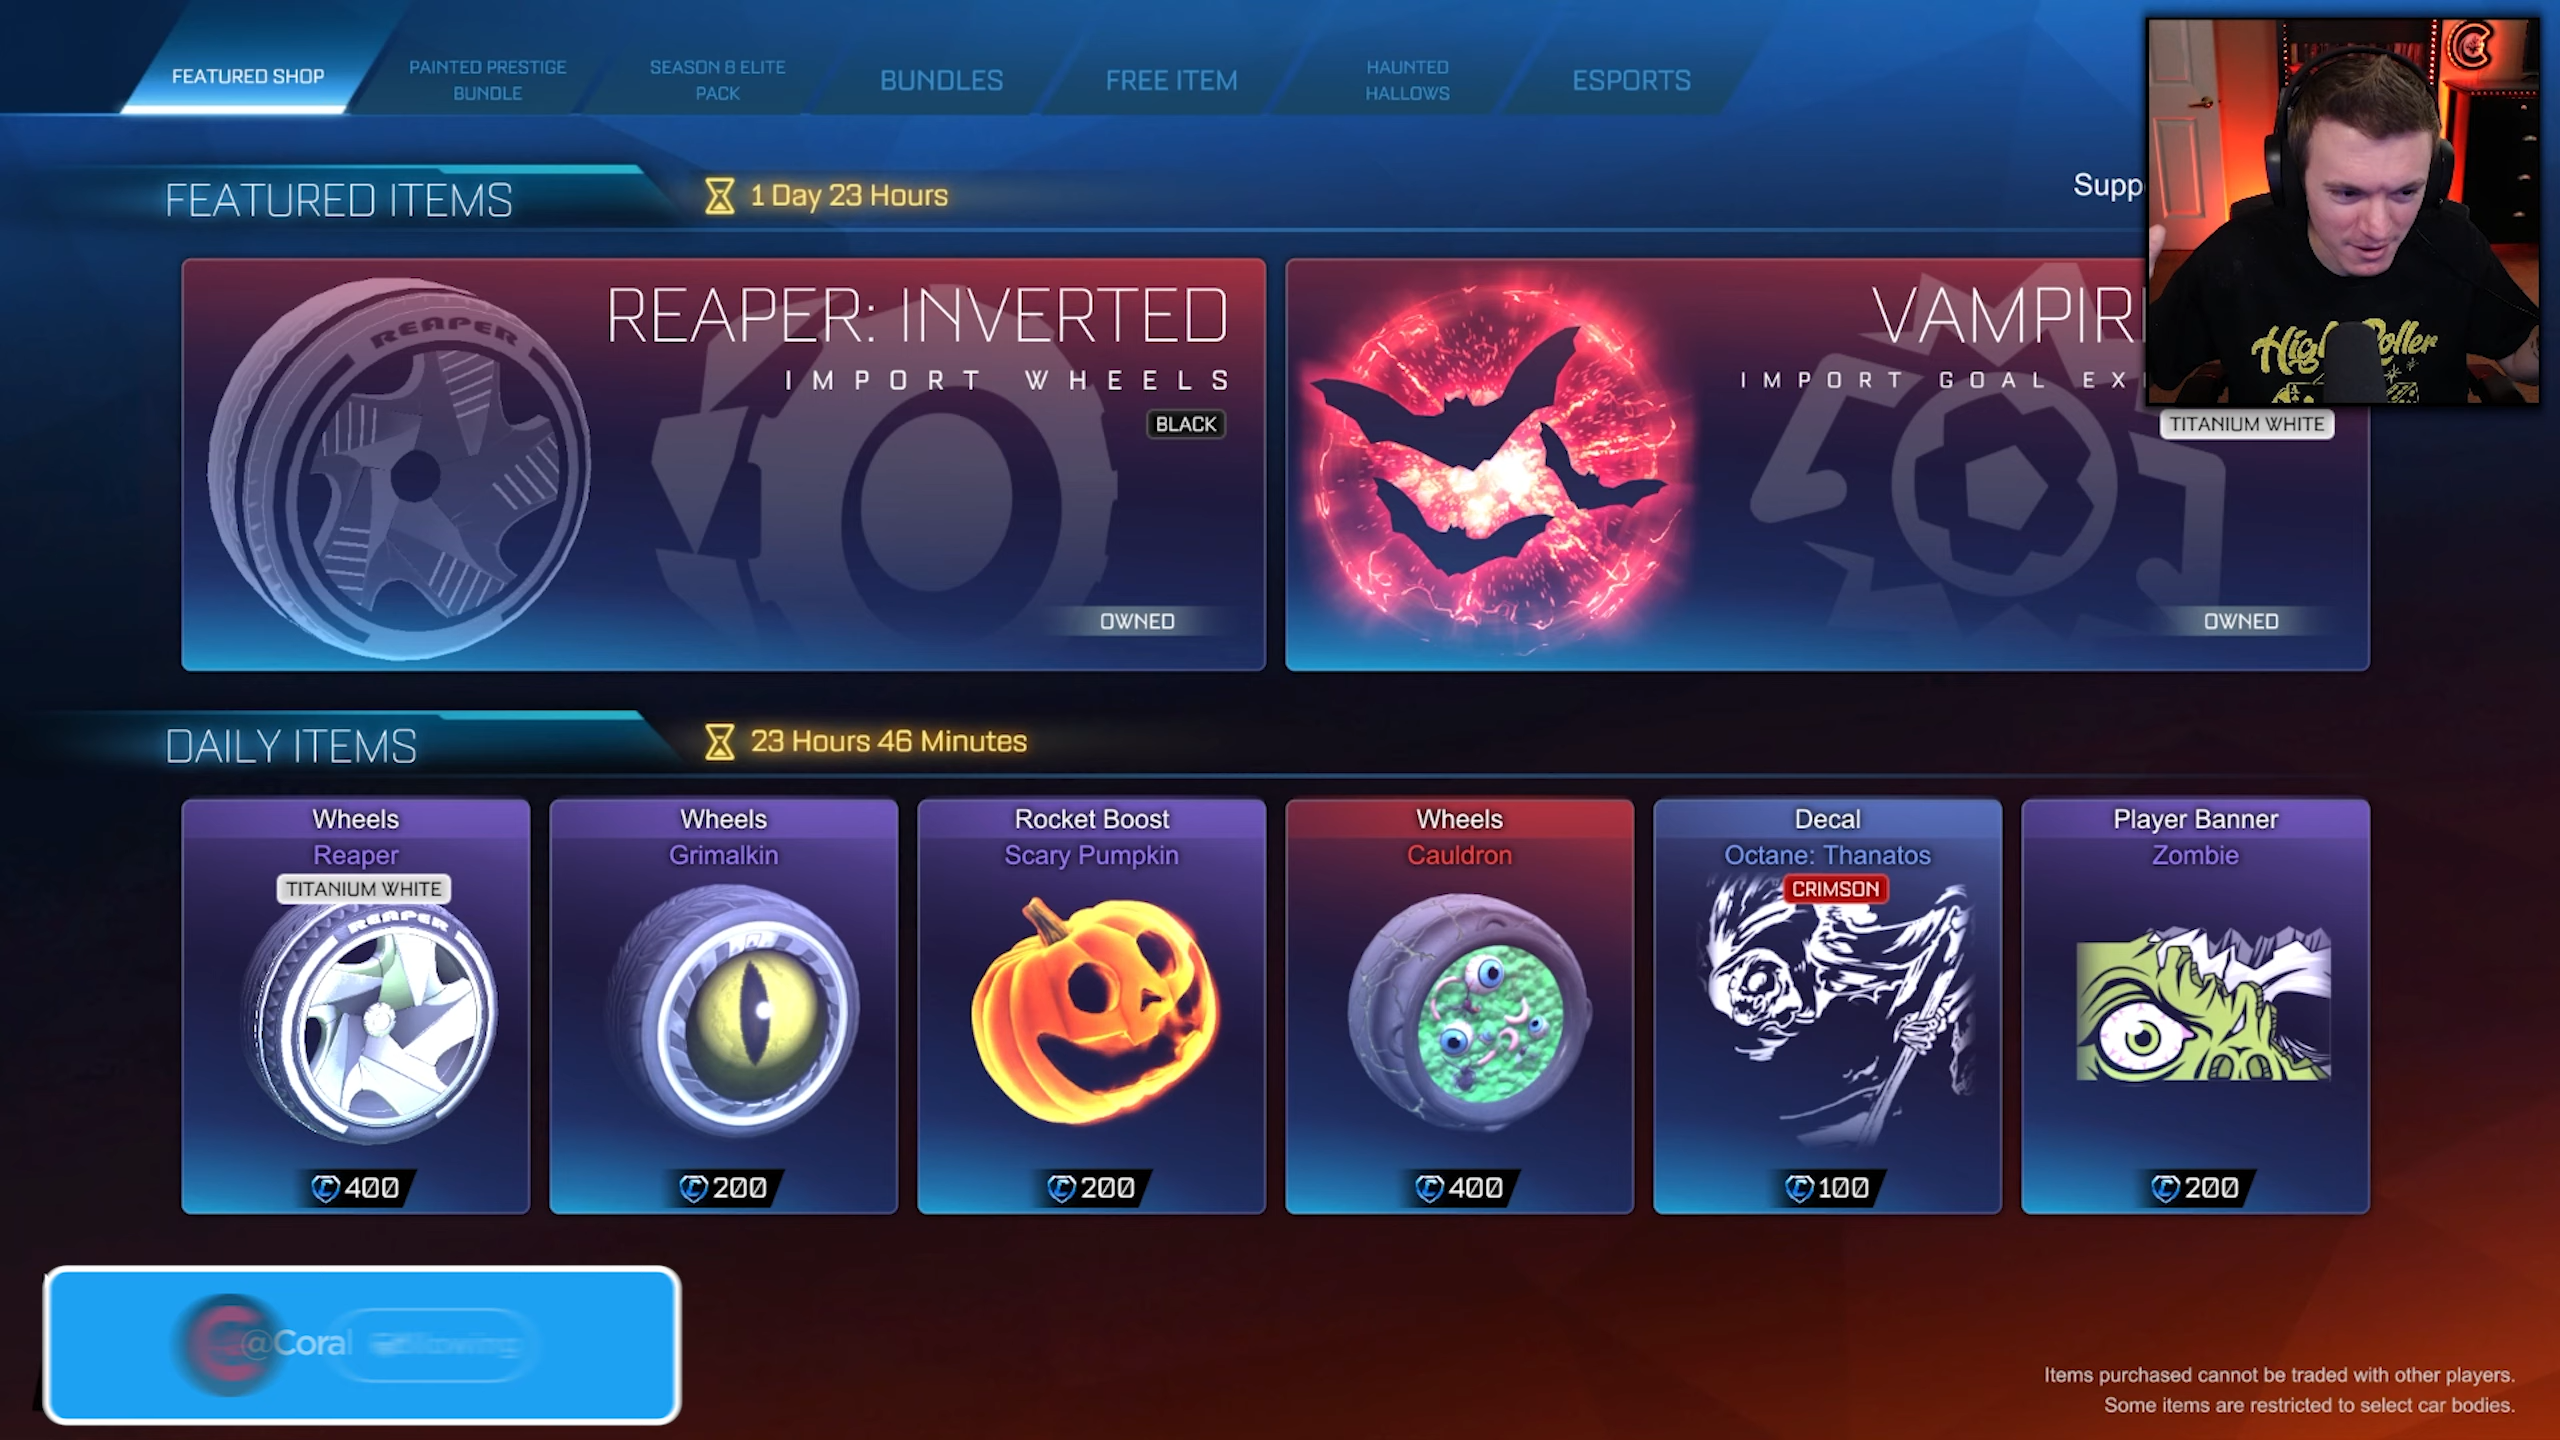 FEATURED SHOP
PAINTED PRESTIGE
BUNDLE
SEASON 8 ELITE
PACK
BUNDLES
FREE ITEM
HAUNTED
HALLOWS
ESPORTS
FEATURED ITEMS
1 Day 23 Hours
Supp
REAPER
REAPER: INVERTED
IMPORT WHEELS
BLACK
OWNED
VAMPIR
IMPORT GOAL EX
TITANIUM WHITE
OWNED
High Roller
DAILY ITEMS
23 Hours 46 Minutes
Wheels
Reaper
TITANIUM WHITE
REAPER
400
Wheels
Grimalkin
200
Rocket Boost
Scary Pumpkin
200
Wheels
Cauldron
400
Decal
Octane: Thanatos
CRIMSON
100
Player Banner
Zombie
200
@Coral
Items purchased cannot be traded with other players.
Some items are restricted to select car bodies.